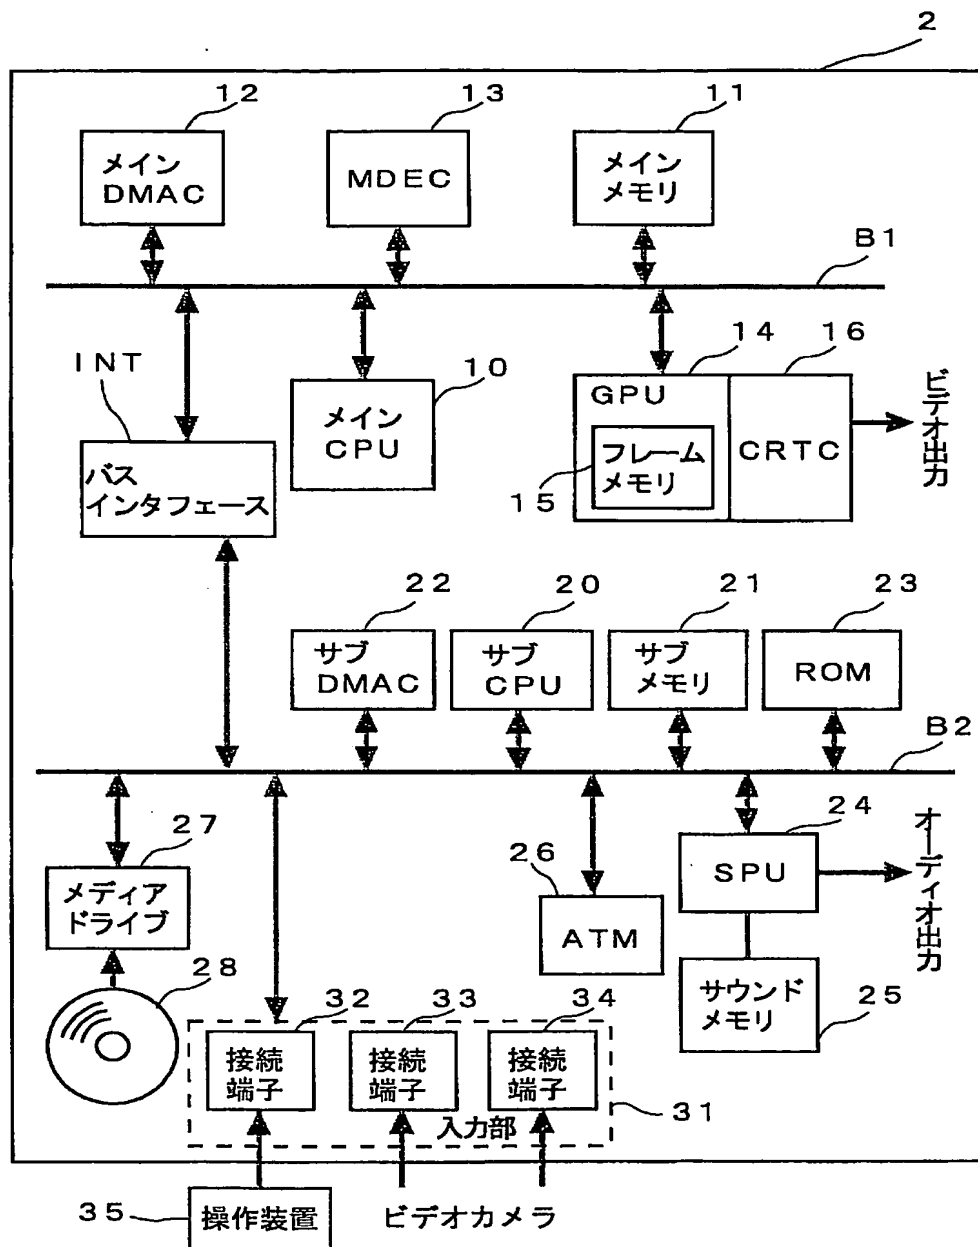 2
12
13
11
メイン
DMAC
MDEC
メイン
メモリ
B1
INT
10
14
16
バス
インタフェース
メイン
CPU
GPU
フレーム
メモリ
15
CRTC
ビデオ出力
22
20
21
23
サブ
DMAC
サブ
CPU
サブ
メモリ
ROM
B2
27
メディア
ドライブ
28
26
ATM
24
SPU
オーディオ出力
サウンド
メモリ
25
32
33
34
接続
端子
接続
端子
接続
端子
入力部
31
35
操作装置
ビデオカメラ